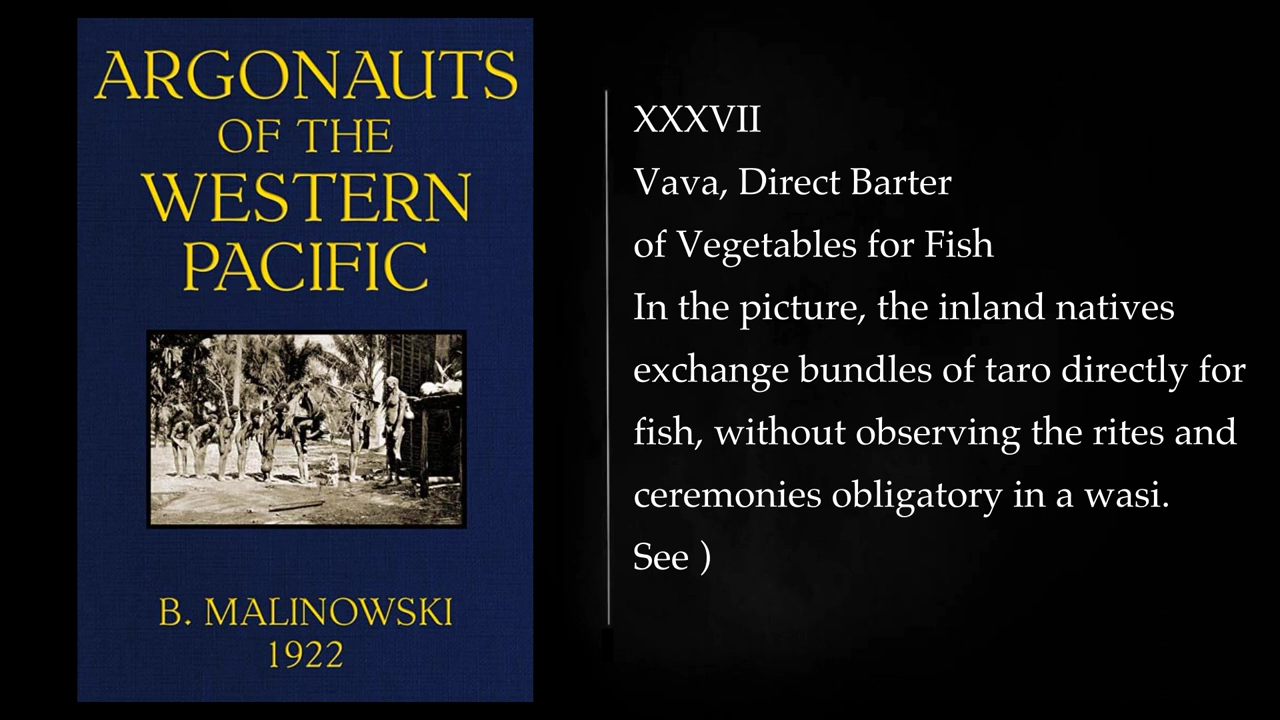 ARGONAUTS
OF THE
WESTERN
PACIFIC
B. MALINOWSKI
1922
XXXVII
Vava, Direct Barter
of Vegetables for Fish
In the picture, the inland natives
exchange bundles of taro directly for
fish, without observing the rites and
ceremonies obligatory in a wasi.
See )